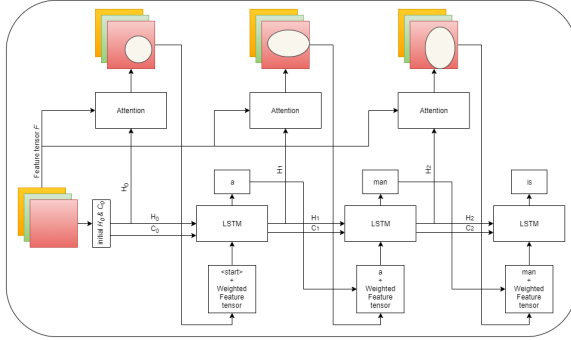 Attention
Attention
Attention
Feature tensor F
H0
H1
H2
a
man
is
initial H0 & C0
H0
C0
LSTM
H1
C1
LSTM
H2
C2
LSTM
<start>
+
Weighted
Feature
tensor
a
+
Weighted
Feature
tensor
man
+
Weighted
Feature
tensor